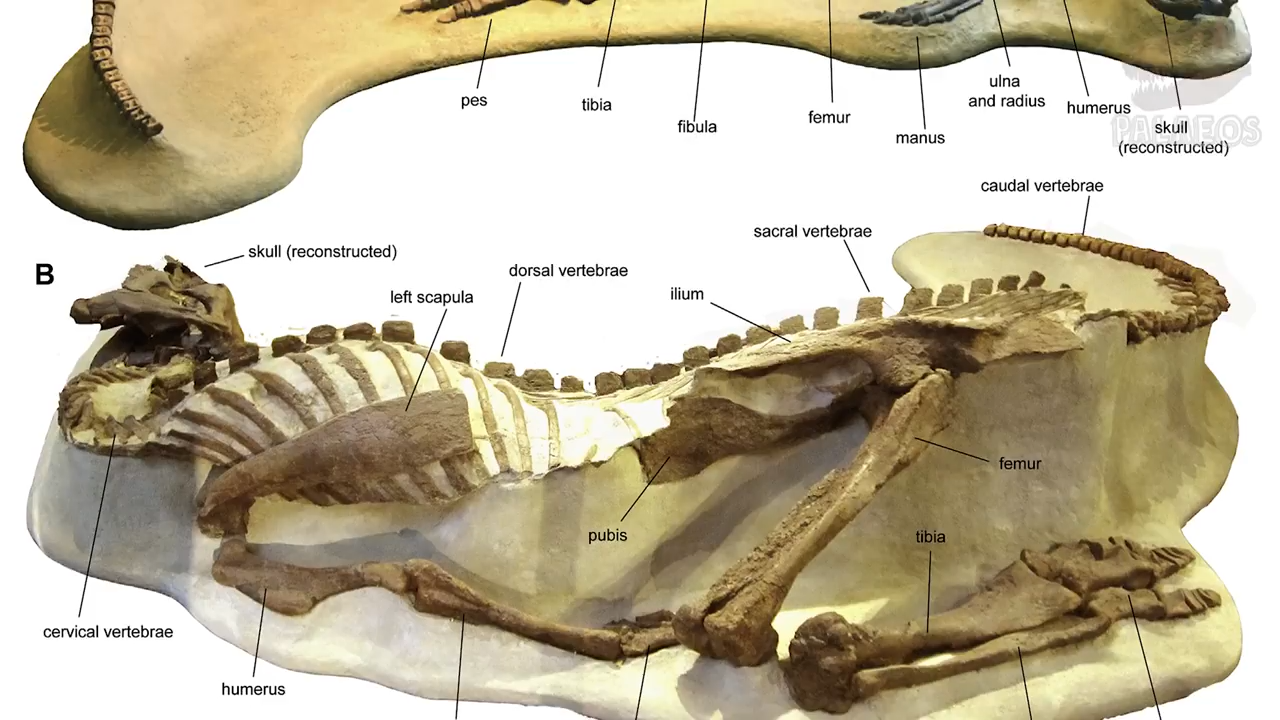 pes
tibia
fibula
femur
manus
ulna
and radius
humerus
skull
(reconstructed)
PALAEOS
caudal vertebrae
sacral vertebrae
B
skull (reconstructed)
dorsal vertebrae
left scapula
ilium
femur
pubis
tibia
cervical vertebrae
humerus